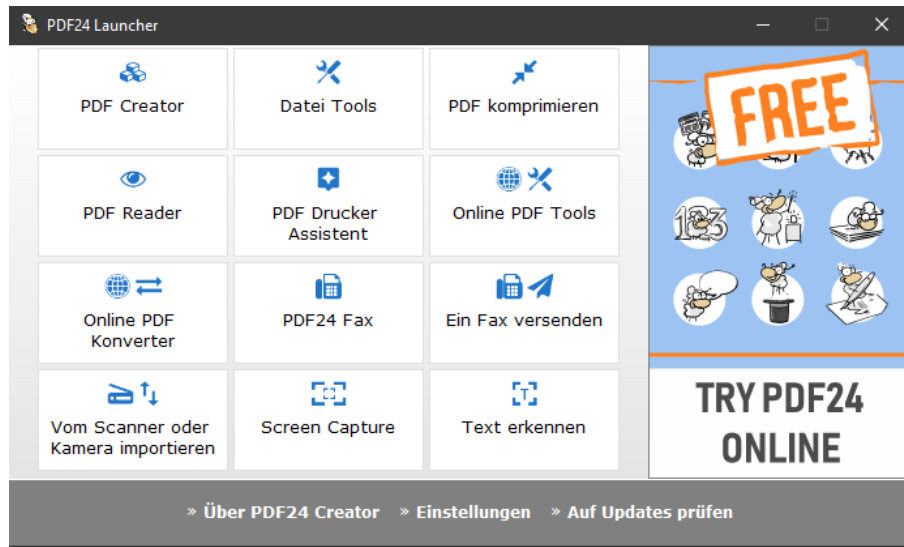 PDF24 Launcher
PDF Creator
Datei Tools
PDF komprimieren
PDF Reader
PDF Drucker
Assistent
Online PDF Tools
Online PDF
Konverter
PDF24 Fax
Ein Fax versenden
Vom Scanner oder
Kamera importieren
Screen Capture
Text erkennen
FREE
123
TRY PDF24
ONLINE
» Über PDF24 Creator » Einstellungen » Auf Updates prüfen